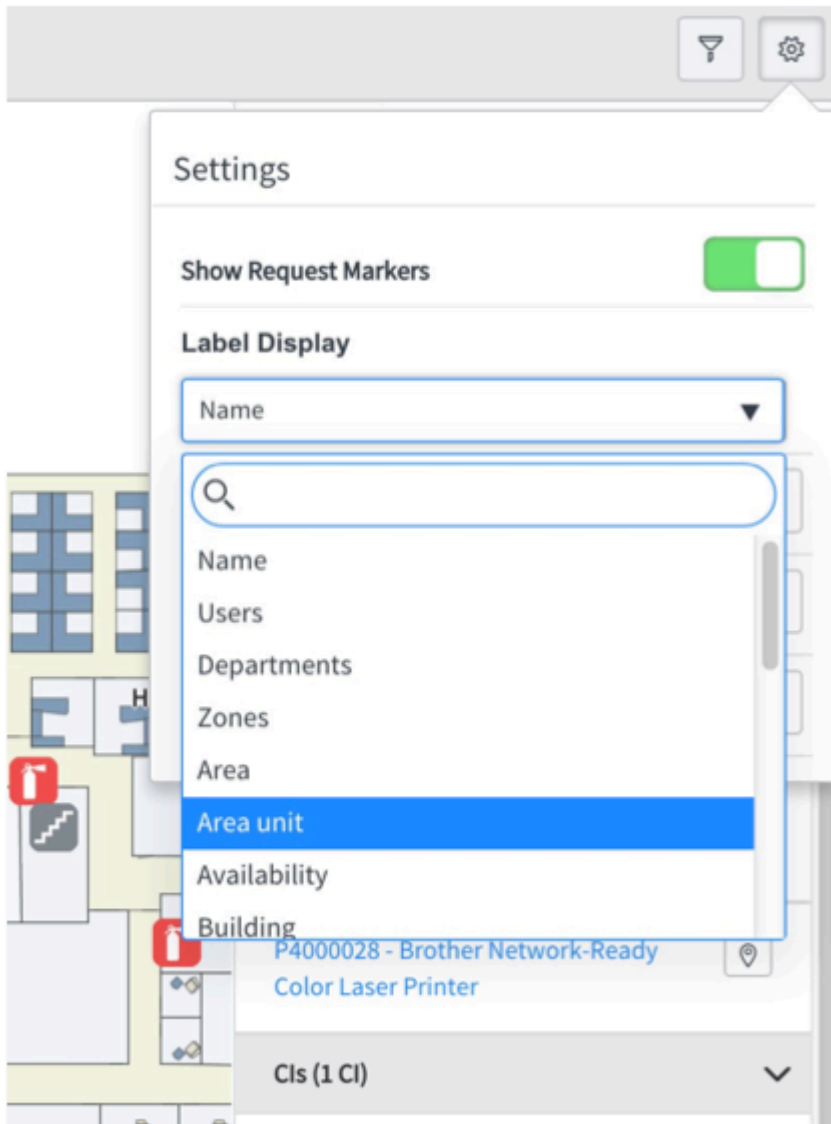 Settings
Show Request Markers
Label Display
Name
Name
Users
Departments
Zones
Area
Area unit
Availability
Building
H
P4000028 - Brother Network-Ready
Color Laser Printer
CIs (1 CI)